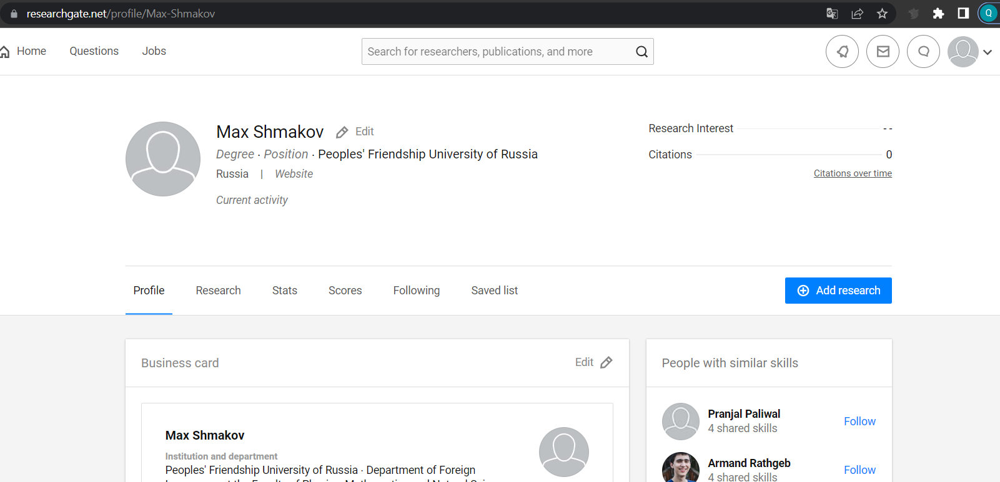 researchgate.net/profile/Max-Shmakov
Q
Home Questions Jobs
Search for researchers, publications, and more
Max Shmakov Edit
Degree · Position · Peoples' Friendship University of Russia
Russia | Website
Current activity
Research Interest - -
Citations 0
Citations over time
Profile Research Stats Scores Following Saved list
Add research
Business card Edit
Max Shmakov
Institution and department
Peoples' Friendship University of Russia · Department of Foreign
People with similar skills
Pranjal Paliwal
4 shared skills
Follow
Armand Rathgeb
4 shared skills
Follow